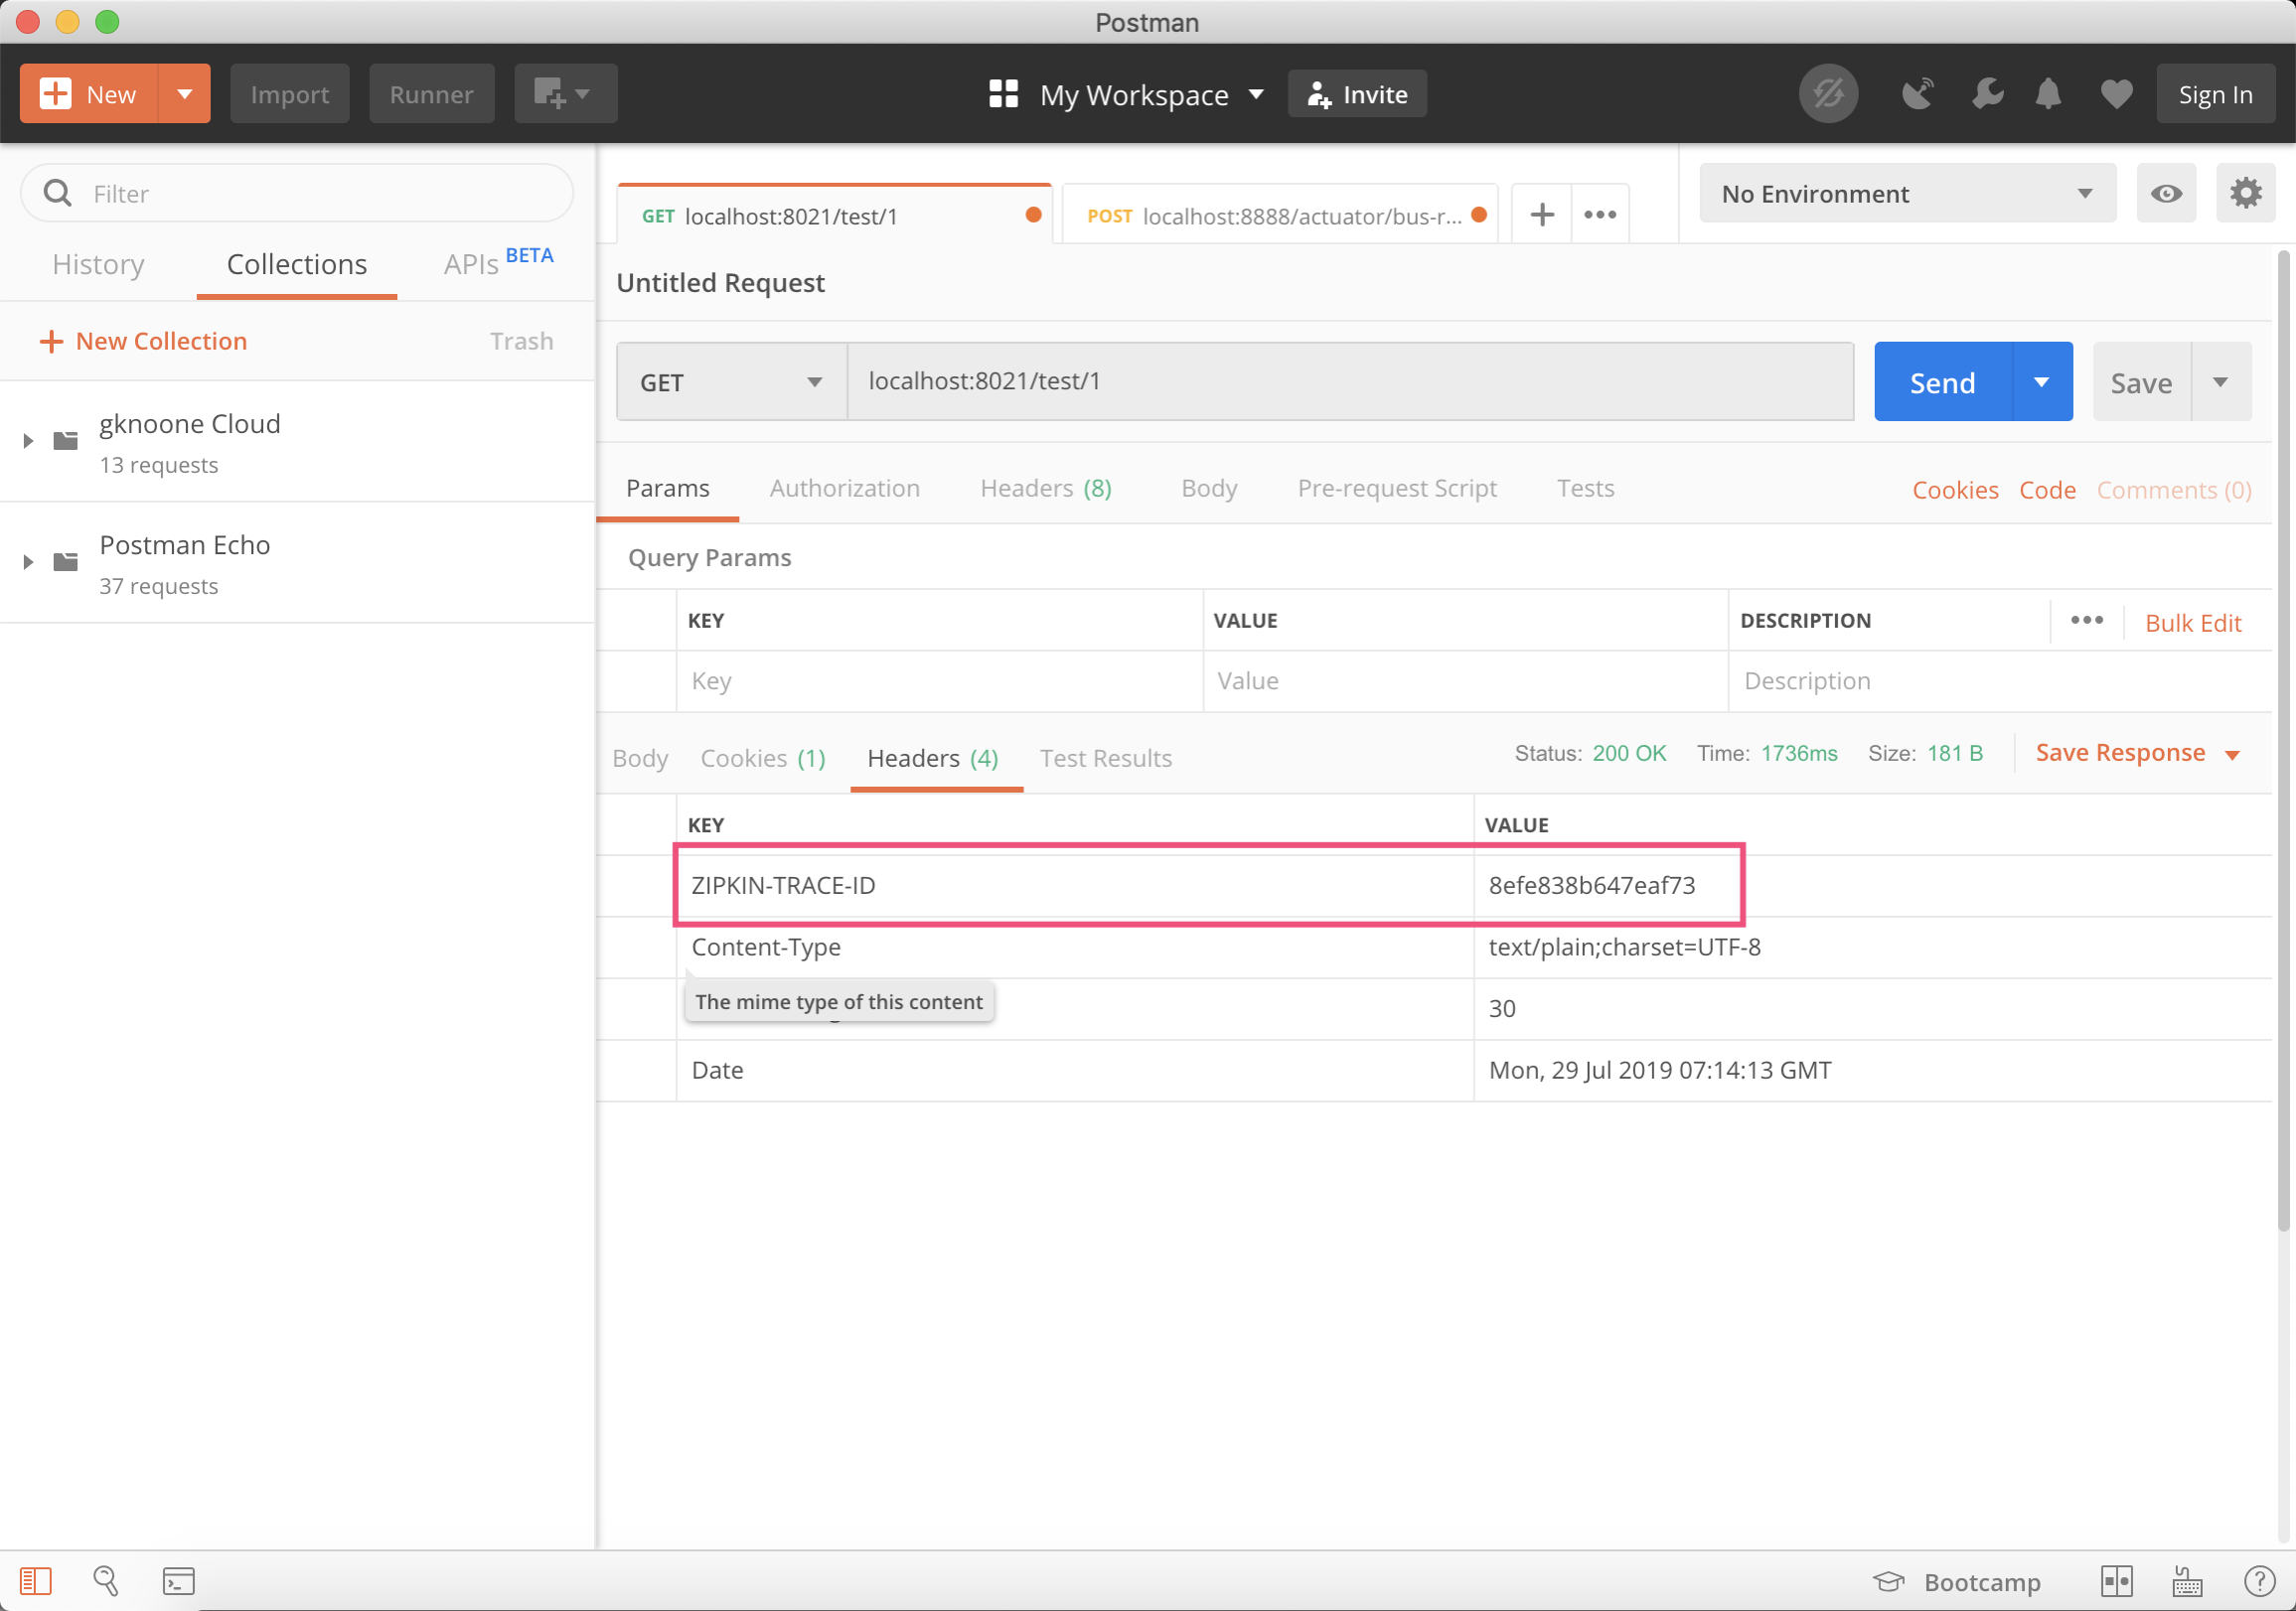 Postman
New
Import
Runner
My Workspace
Invite
Sign In
Filter
History
Collections
APIs BETA
New Collection
Trash
gknoone Cloud
13 requests
Postman Echo
37 requests
GET localhost:8021/test/1
POST localhost:8888/actuator/bus-r...
No Environment
Untitled Request
GET
localhost:8021/test/1
Send
Save
Params
Authorization
Headers (8)
Body
Pre-request Script
Tests
Cookies
Code
Comments (0)
Query Params
KEY
VALUE
DESCRIPTION
Bulk Edit
Key
Value
Description
Body
Cookies (1)
Headers (4)
Test Results
Status: 200 OK
Time: 1736ms
Size: 181 B
Save Response
KEY
VALUE
ZIPKIN-TRACE-ID
8efe838b647eaf73
Content-Type
text/plain;charset=UTF-8
The mime type of this content
30
Date
Mon, 29 Jul 2019 07:14:13 GMT
Bootcamp